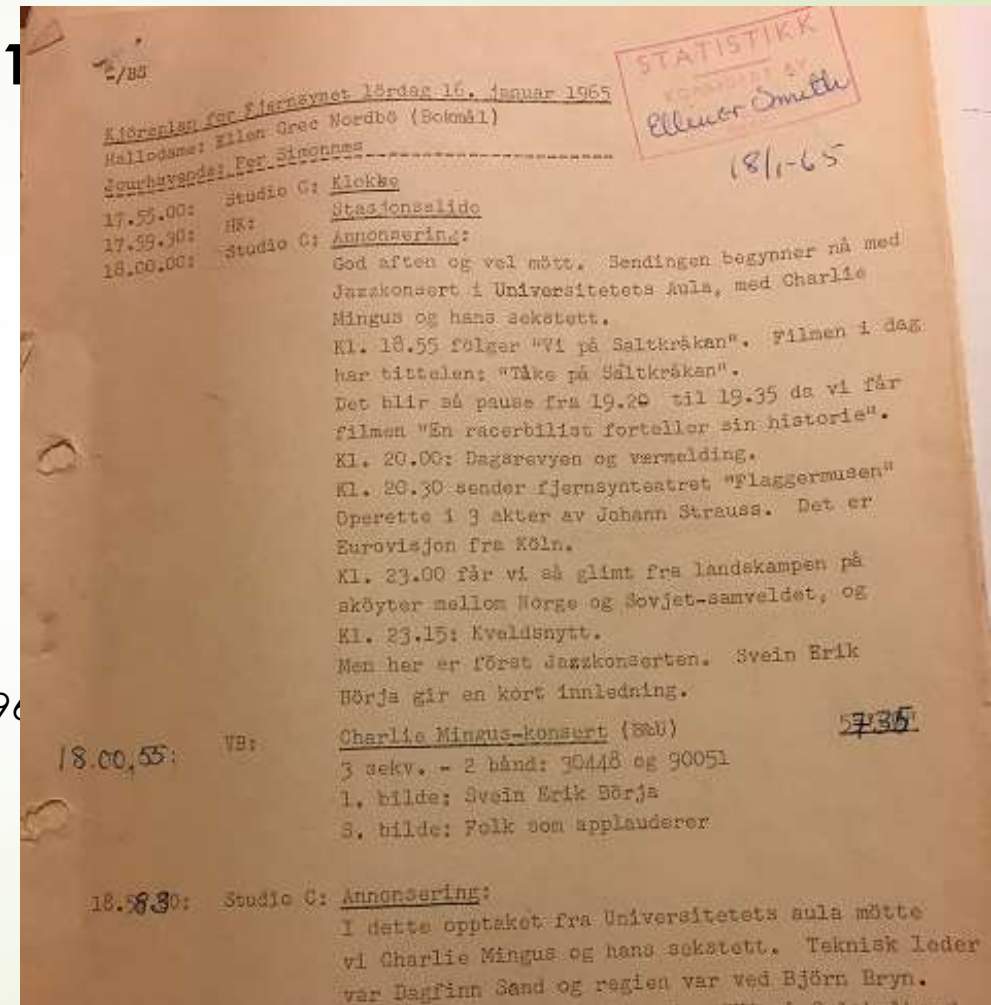 1
-/BS
STATISTIKK
Ellenor Smith
18/1-65
Kjöreplan for Fjernsynet lördag 16. januar 1965
Hallodame: Ellen Grec Nordbö (Bokmål)
Jourhavende: Per Simonnæs
17.55.00: Studio C: Klokke
17.59.30: HK: Stasjonsslide
18.00.00: Studio C: Annonsering:
God aften og vel mött. Sendingen begynner nå med
Jazzkonsert i Universitetets Aula, med Charlie
Mingus og hans sekstett.
Kl. 18.55 fölger "Vi på Saltkråkan". Filmen i dag
har tittelen: "Tåke på Saltkråkan".
Det blir så pause fra 19.20 til 19.35 da vi får
filmen "En racerbilist forteller sin historie".
Kl. 20.00: Dagsrevyen og værmelding.
Kl. 20.30 sender fjernsynteatret "Flaggermusen"
Operette i 3 akter av Johann Strauss. Det er
Eurovisjon fra Köln.
Kl. 23.00 får vi så glimt fra landskampen på
sköyter mellom Norge og Sovjet-samveldet, og
Kl. 23.15: Kveldsnytt.
Men her er först Jazzkonserten. Svein Erik
Börja gir en kort innledning.
96
18.00,55: VB: Charlie Mingus-konsert (B&U)
3 sekv. - 2 bånd: 90448 og 90051
1. bilde: Svein Erik Börja
S. bilde: Folk som applauderer
Studio C: Annonsering:
I dette opptaket fra Universitetets aula mötte
vi Charlie Mingus og hans sekstett. Teknisk leder
var Dagfinn Sand og regien var ved Björn Bryn.